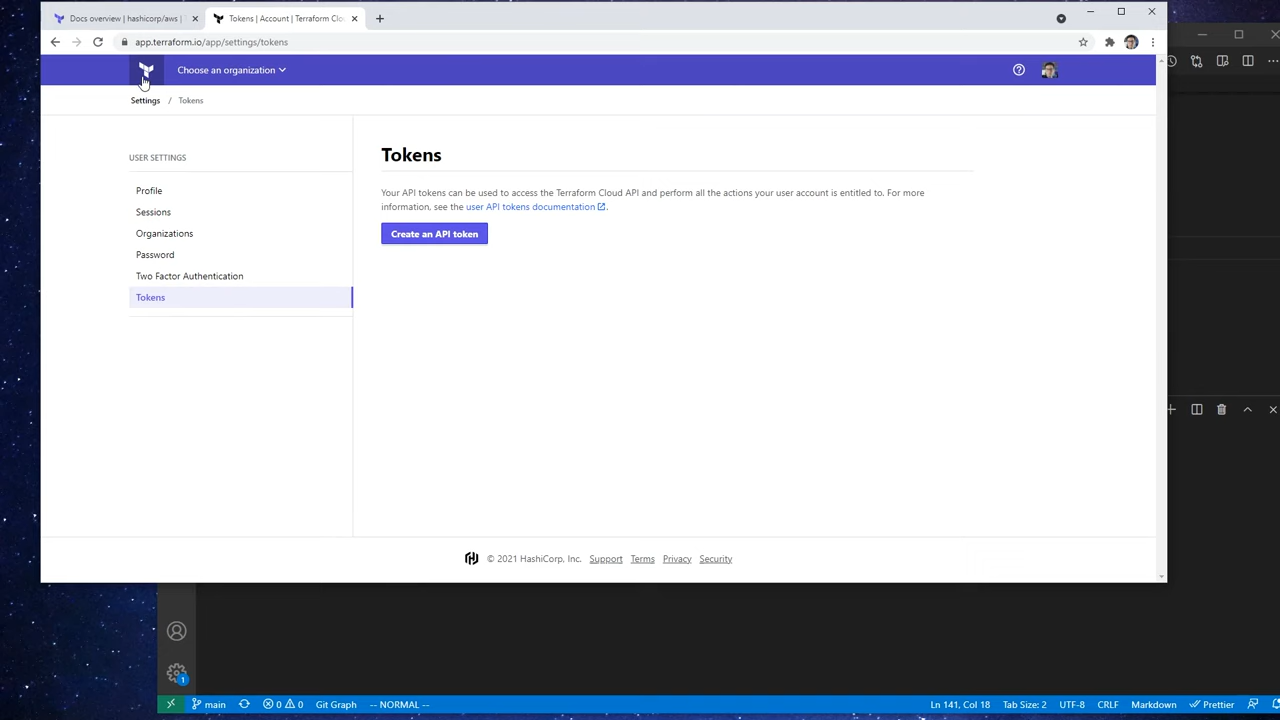 Docs overview | hashicorp/aws |
Tokens | Account | Terraform Clo
app.terraform.io/app/settings/tokens
Choose an organization
Settings / Tokens
USER SETTINGS
Profile
Sessions
Organizations
Password
Two Factor Authentication
Tokens
Tokens
Your API tokens can be used to access the Terraform Cloud API and perform all the actions your user account is entitled to. For more
information, see the user API tokens documentation.
Create an API token
© 2021 HashiCorp, Inc. Support Terms Privacy Security
1
main 0 0 Git Graph -- NORMAL -- Ln 141, Col 18 Tab Size: 2 UTF-8 CRLF Markdown Prettier